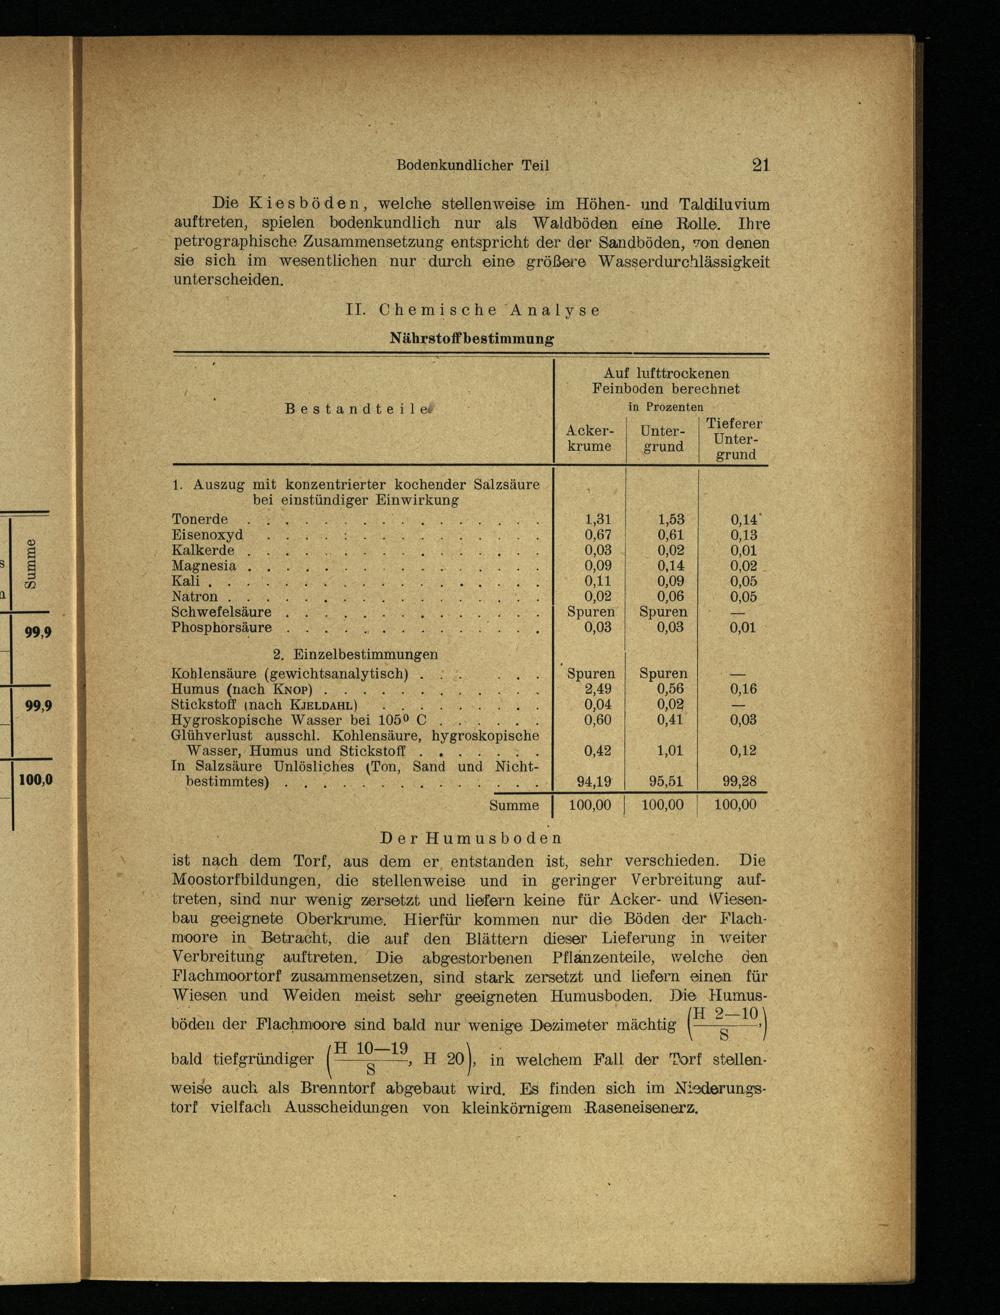 Bodenkundlicher Teil 21
Die Kiesböden, welche stellenweise im Höhen- und Taldiluvium
auftreten, spielen bodenkundlich nur als Waldböden eine Rolle. Ihre
petrographische Zusammensetzung entspricht der der Sandböden, von denen
sie sich im wesentlichen nur durch eine größere Wasserdurchlässigkeit
unterscheiden.
II. Chemische Analyse
Nährstoffbestimmung
Auf lufttrockenen
Feinboden berechnet
in Prozenten
Bestandteile
Acker-
krume
Unter-
grund
Tieferer
Unter-
grund
1. Auszug mit konzentrierter kochender Salzsäure
bei einstündiger Einwirkung
Tonerde . . . . . . . . . . . . . . . . 1,31 1,53 0,14
Eisenoxyd . . . . . . . . . . . . . . . 0,67 0,61 0,13
Kalkerde . . . . . . . . . . . . . . . . 0,03 0,02 0,01
Magnesia . . . . . . . . . . . . . . . . 0,09 0,14 0,02
Kali . . . . . . . . . . . . . . . . . . 0,11 0,09 0,05
Natron . . . . . . . . . . . . . . . . . 0,02 0,06 0,05
Schwefelsäure . . . . . . . . . . . . . . Spuren Spuren —
Phosphorsäure . . . . . . . . . . . . . . 0,03 0,03 0,01
2. Einzelbestimmungen
Kohlensäure (gewichtsanalytisch) . . . . . . Spuren Spuren —
Humus (nach KNOP) . . . . . . . . . . . . 2,49 0,56 0,16
Stickstoff (nach KJELDAHL) . . . . . . . . . 0,04 0,02 —
Hygroskopische Wasser bei 105⁰ C . . . . . . 0,60 0,41 0,03
Glühverlust ausschl. Kohlensäure, hygroskopische
Wasser, Humus und Stickstoff . . . . . . . 0,42 1,01 0,12
In Salzsäure Unlösliches (Ton, Sand und Nicht-
bestimmtes) . . . . . . . . . . . . . . 94,19 95,51 99,28
Summe 100,00 100,00 100,00
Der Humusboden
ist nach dem Torf, aus dem er entstanden ist, sehr verschieden. Die
Moostorfbildungen, die stellenweise und in geringer Verbreitung auf-
treten, sind nur wenig zersetzt und liefern keine für Acker- und Wiesen-
bau geeignete Oberkrume. Hierfür kommen nur die Böden der Flach-
moore in Betracht, die auf den Blättern dieser Lieferung in weiter
Verbreitung auftreten. Die abgestorbenen Pflanzenteile, welche den
Flachmoortorf zusammensetzen, sind stark zersetzt und liefern einen für
Wiesen und Weiden meist sehr geeigneten Humusboden. Die Humus-
böden der Flachmoore sind bald nur wenige Dezimeter mächtig (H 2—10/S,)
bald tiefgründiger (H 10—19/S, H 20), in welchem Fall der Torf stellen-
weise auch als Brenntorf abgebaut wird. Es finden sich im Niederungs-
torf vielfach Ausscheidungen von kleinkörnigem Raseneisenerz.
Summe
99,9
99,9
100,0